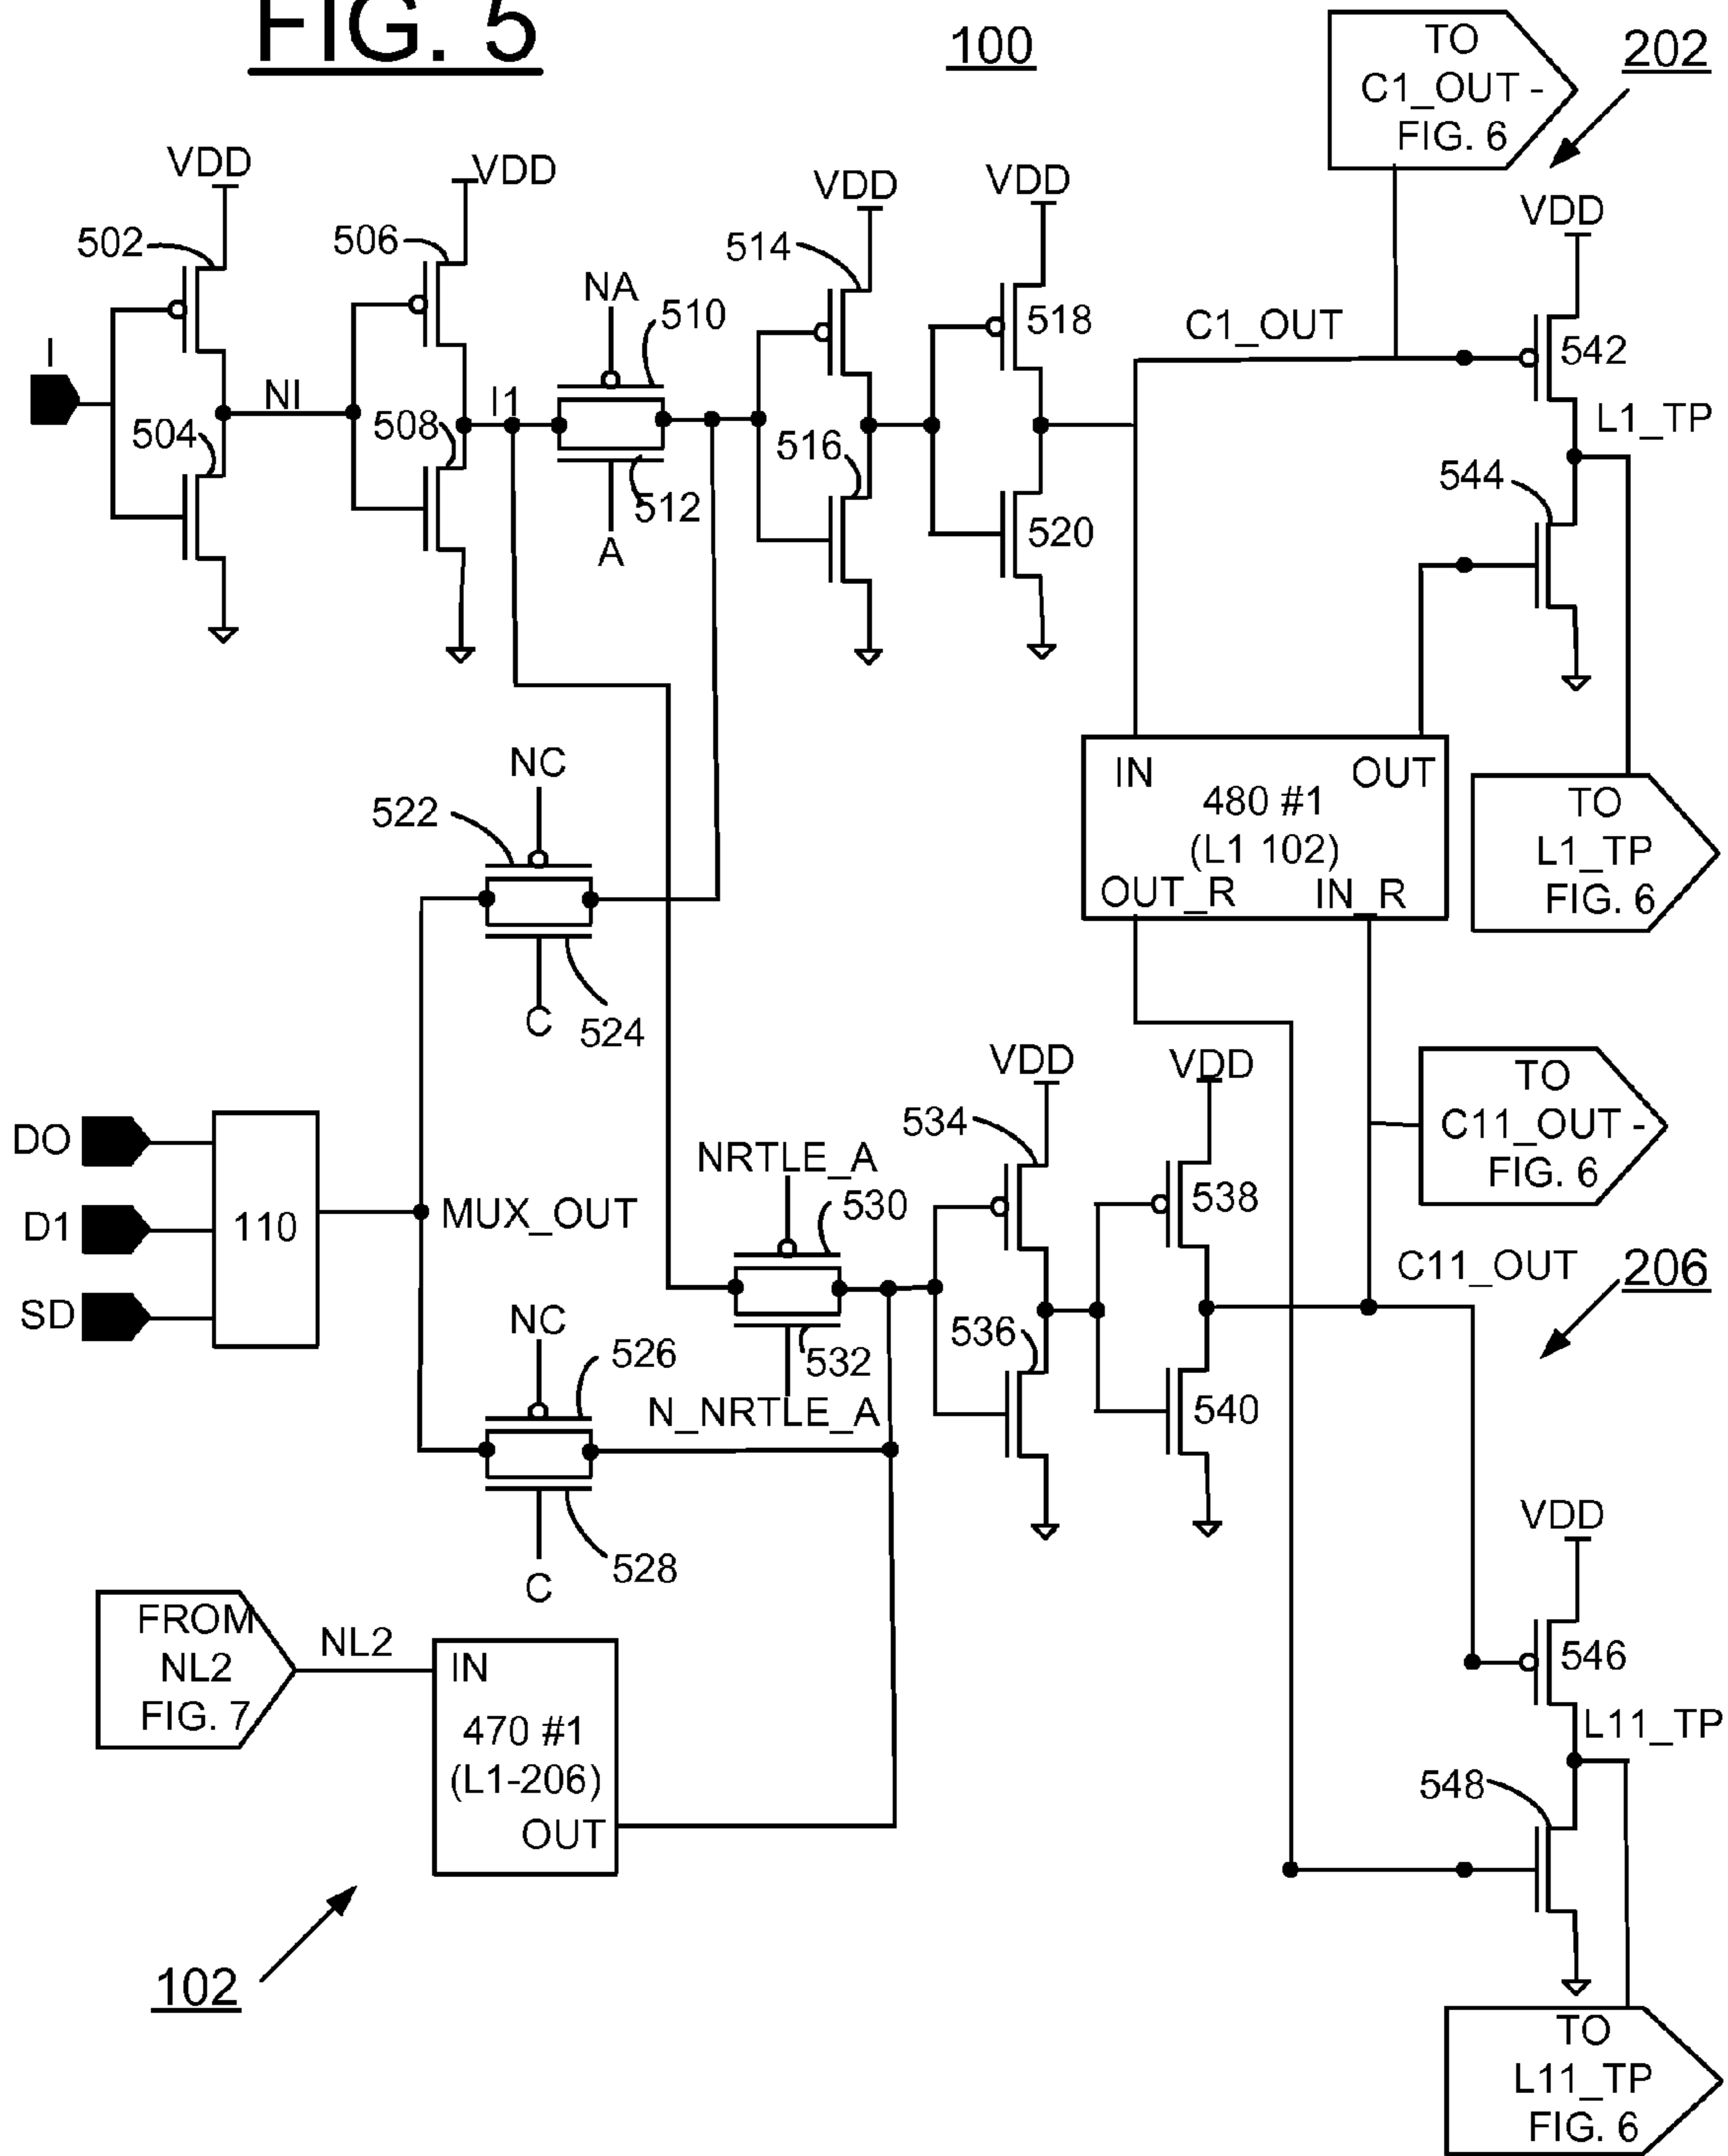 FIG. 5
100
TO
C1_OUT -
FIG. 6
202
VDD
VDD
VDD
VDD
VDD
502
506
514
518
542
I
NI
504
508
I1
NA
510
512
A
516
520
C1_OUT
L1_TP
544
NC
522
C
524
IN
OUT
480 #1
(L1 102)
OUT_R
IN_R
TO
L1_TP
FIG. 6
DO
D1
SD
110
MUX_OUT
NRTLE_A
530
532
N_NRTLE_A
VDD
VDD
534
536
538
540
TO
C11_OUT -
FIG. 6
C11_OUT
206
NC
526
C
528
FROM
NL2
FIG. 7
NL2
IN
470 #1
(L1-206)
OUT
VDD
546
L11_TP
548
102
TO
L11_TP
FIG. 6